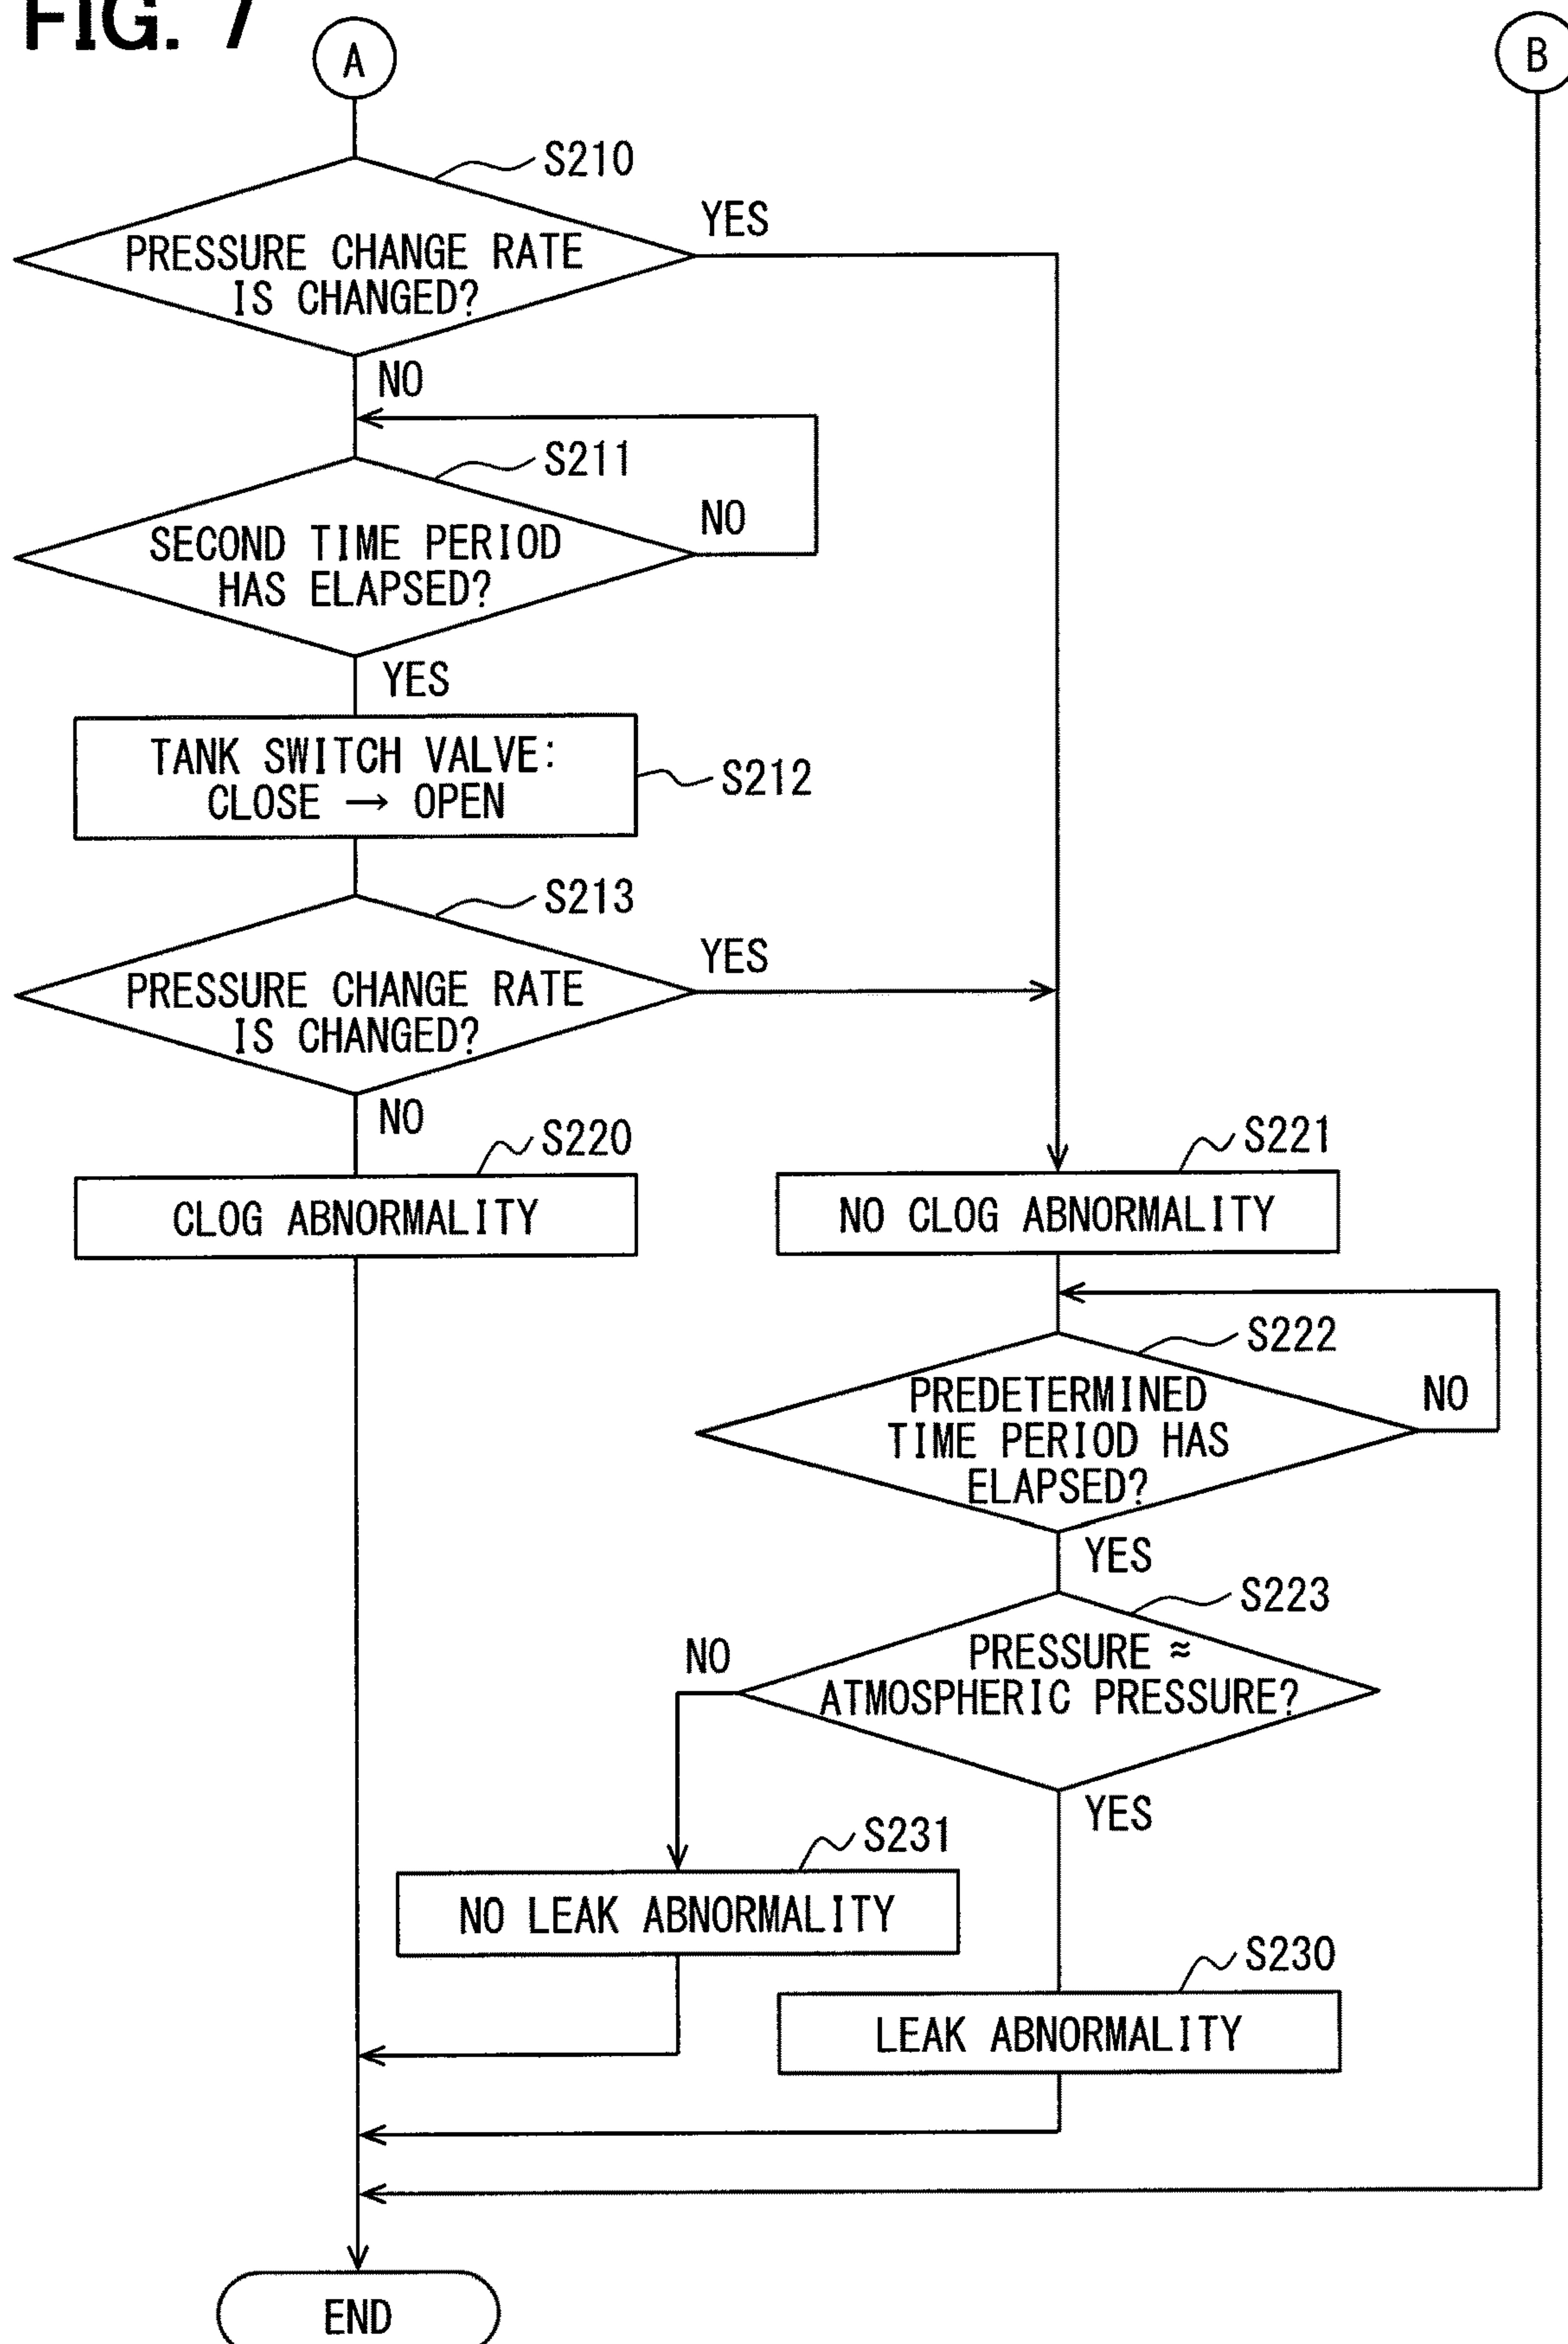 FIG. 7
A
B
S210
YES
PRESSURE CHANGE RATE
IS CHANGED?
NO
S211
NO
SECOND TIME PERIOD
HAS ELAPSED?
YES
TANK SWITCH VALVE:
CLOSE → OPEN
S212
S213
YES
PRESSURE CHANGE RATE
IS CHANGED?
NO
S220
CLOG ABNORMALITY
S221
NO CLOG ABNORMALITY
S222
NO
PREDETERMINED
TIME PERIOD HAS
ELAPSED?
YES
S223
NO
PRESSURE ≈
ATMOSPHERIC PRESSURE?
YES
S231
NO LEAK ABNORMALITY
S230
LEAK ABNORMALITY
END